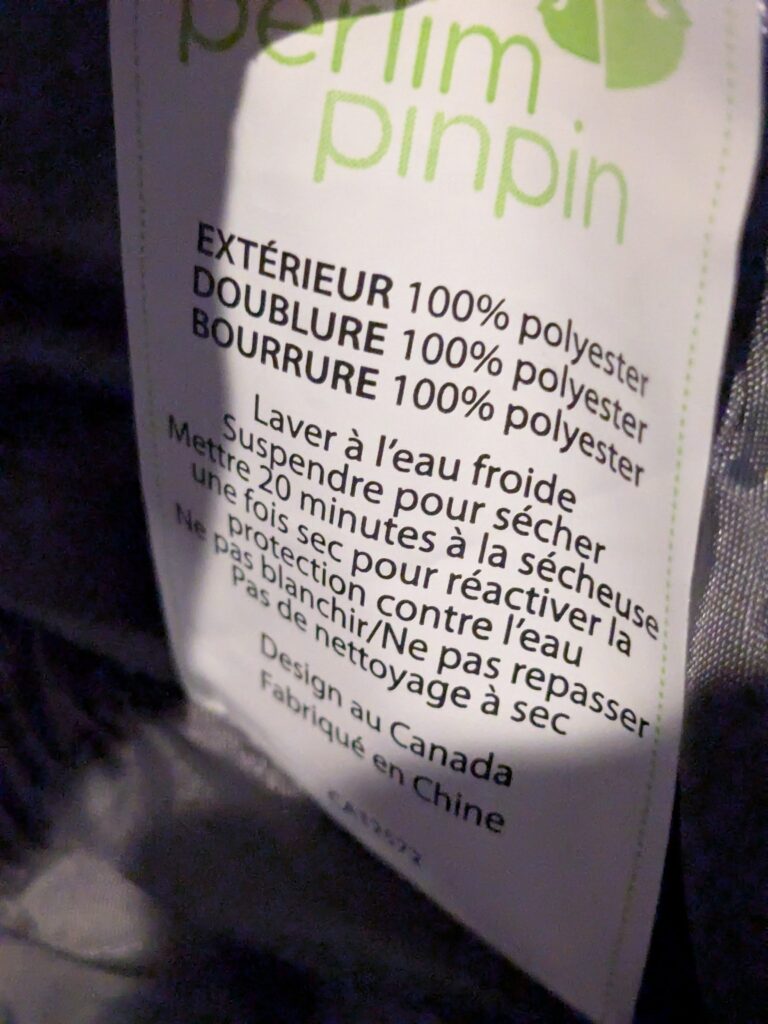 perlim
pinpin
EXTÉRIEUR 100% polyester
DOUBLURE 100% polyester
BOURRURE 100% polyester
Laver à l'eau froide
Suspendre pour sécher
Mettre 20 minutes à la sécheuse
une fois sec pour réactiver la
protection contre l'eau
Ne pas blanchir/Ne pas repasser
Pas de nettoyage à sec
Design au Canada
Fabriqué en Chine